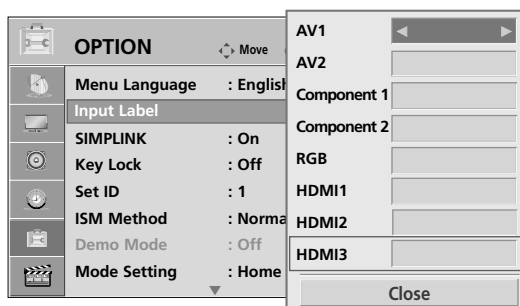 OPTION
Move
Menu Language : English
Input Label
SIMPLINK : On
Key Lock : Off
Set ID : 1
ISM Method : Norma
Demo Mode : Off
Mode Setting : Home
AV1
AV2
Component 1
Component 2
RGB
HDMI1
HDMI2
HDMI3
Close